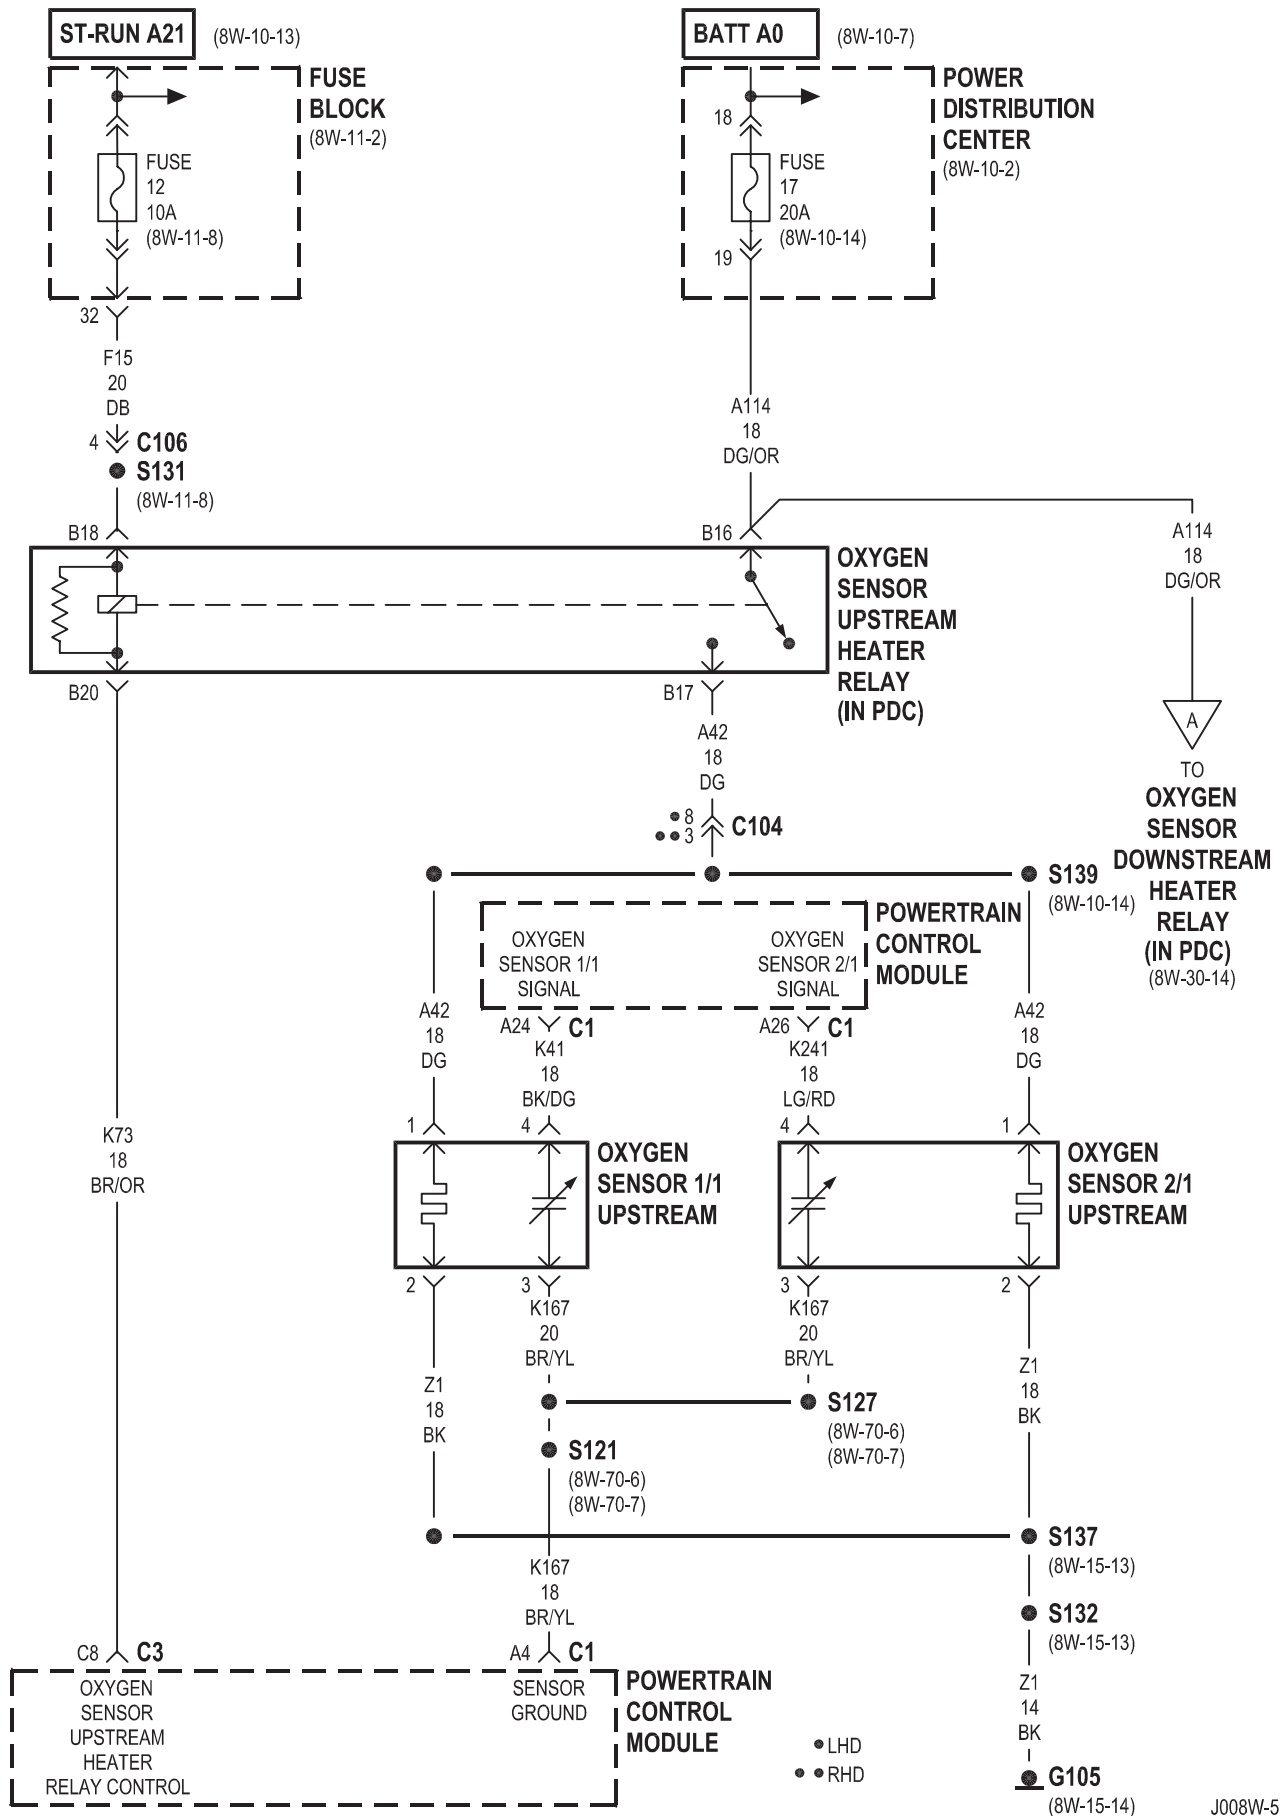 ST-RUN A21
(8W-10-13)
BATT A0
(8W-10-7)
FUSE
BLOCK
(8W-11-2)
POWER
DISTRIBUTION
CENTER
(8W-10-2)
FUSE
12
10A
(8W-11-8)
18
FUSE
17
20A
(8W-10-14)
19
32
F15
20
DB
4
C106
S131
(8W-11-8)
A114
18
DG/OR
B18
B16
A114
18
DG/OR
OXYGEN
SENSOR
UPSTREAM
HEATER
RELAY
(IN PDC)
B20
B17
A42
18
DG
8
3
C104
A
TO
OXYGEN
SENSOR
DOWNSTREAM
HEATER
RELAY
(IN PDC)
(8W-30-14)
S139
(8W-10-14)
POWERTRAIN
CONTROL
MODULE
OXYGEN
SENSOR 1/1
SIGNAL
OXYGEN
SENSOR 2/1
SIGNAL
A42
18
DG
A24
C1
K41
18
BK/DG
A26
C1
K241
18
LG/RD
A42
18
DG
1
4
4
1
K73
18
BR/OR
OXYGEN
SENSOR 1/1
UPSTREAM
OXYGEN
SENSOR 2/1
UPSTREAM
2
3
3
2
K167
20
BR/YL
K167
20
BR/YL
Z1
18
BK
Z1
18
BK
S127
(8W-70-6)
(8W-70-7)
S121
(8W-70-6)
(8W-70-7)
S137
(8W-15-13)
K167
18
BR/YL
S132
(8W-15-13)
C8
C3
A4
C1
OXYGEN
SENSOR
UPSTREAM
HEATER
RELAY CONTROL
SENSOR
GROUND
POWERTRAIN
CONTROL
MODULE
Z1
14
BK
LHD
RHD
G105
(8W-15-14)
J008W-5